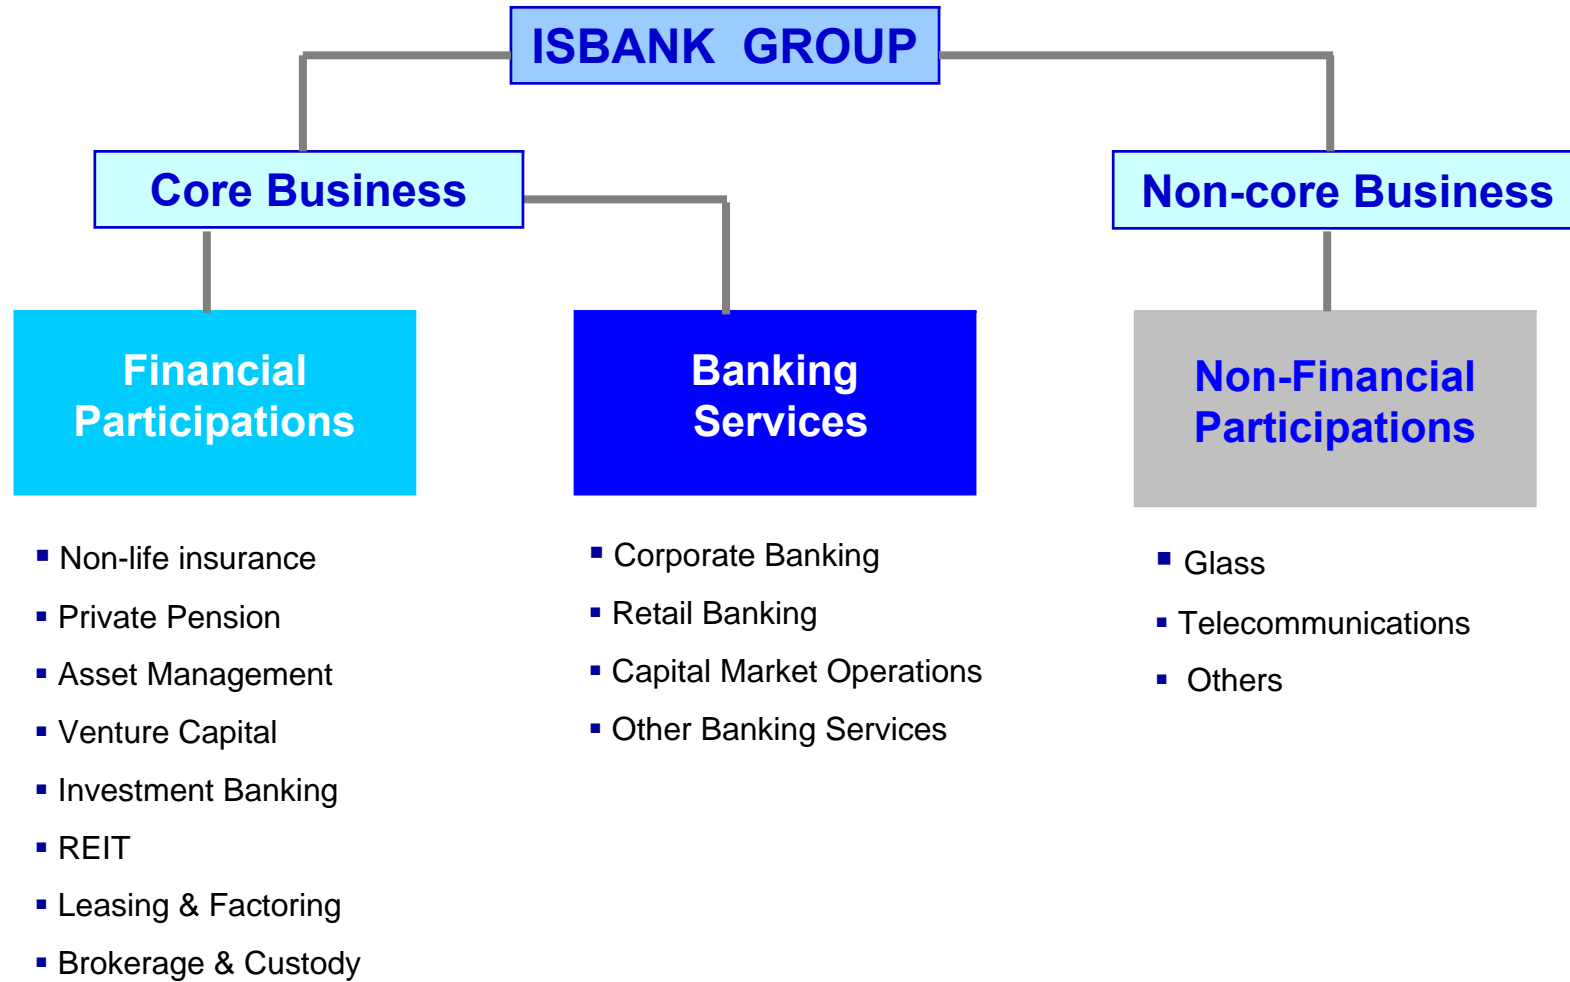 ISBANK GROUP
Core Business
Non-core Business
Financial
Participations
Banking
Services
Non-Financial
Participations
▪ Non-life insurance
▪ Private Pension
▪ Asset Management
▪ Venture Capital
▪ Investment Banking
▪ REIT
▪ Leasing & Factoring
▪ Brokerage & Custody
▪ Corporate Banking
▪ Retail Banking
▪ Capital Market Operations
▪ Other Banking Services
▪ Glass
▪ Telecommunications
▪ Others